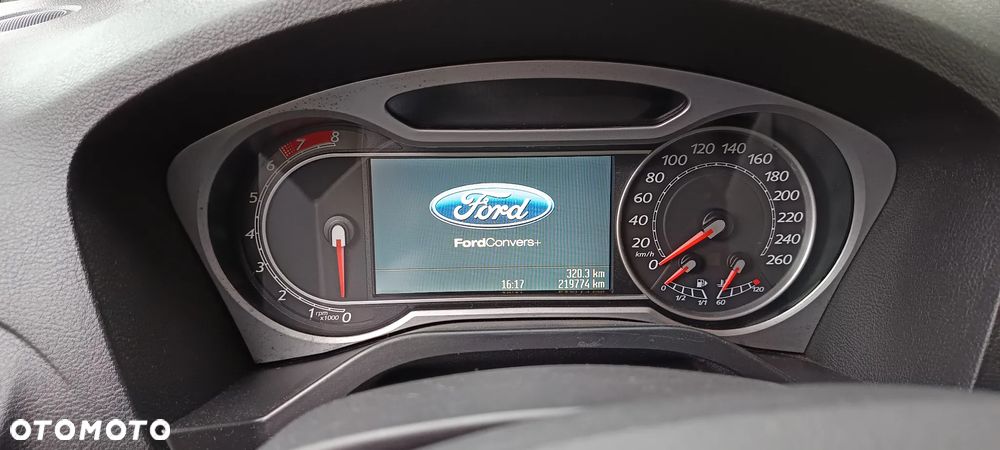 6 7 8
5
4
3
2
1 rpm x1000 0
Ford
FordConvers+
320.3 km
16:17 219774 km
0 20 40 60 80 100 120 140 160 180 200 220 240 260
km/h
0 1/2 1/1
60 120
OTOMOTO